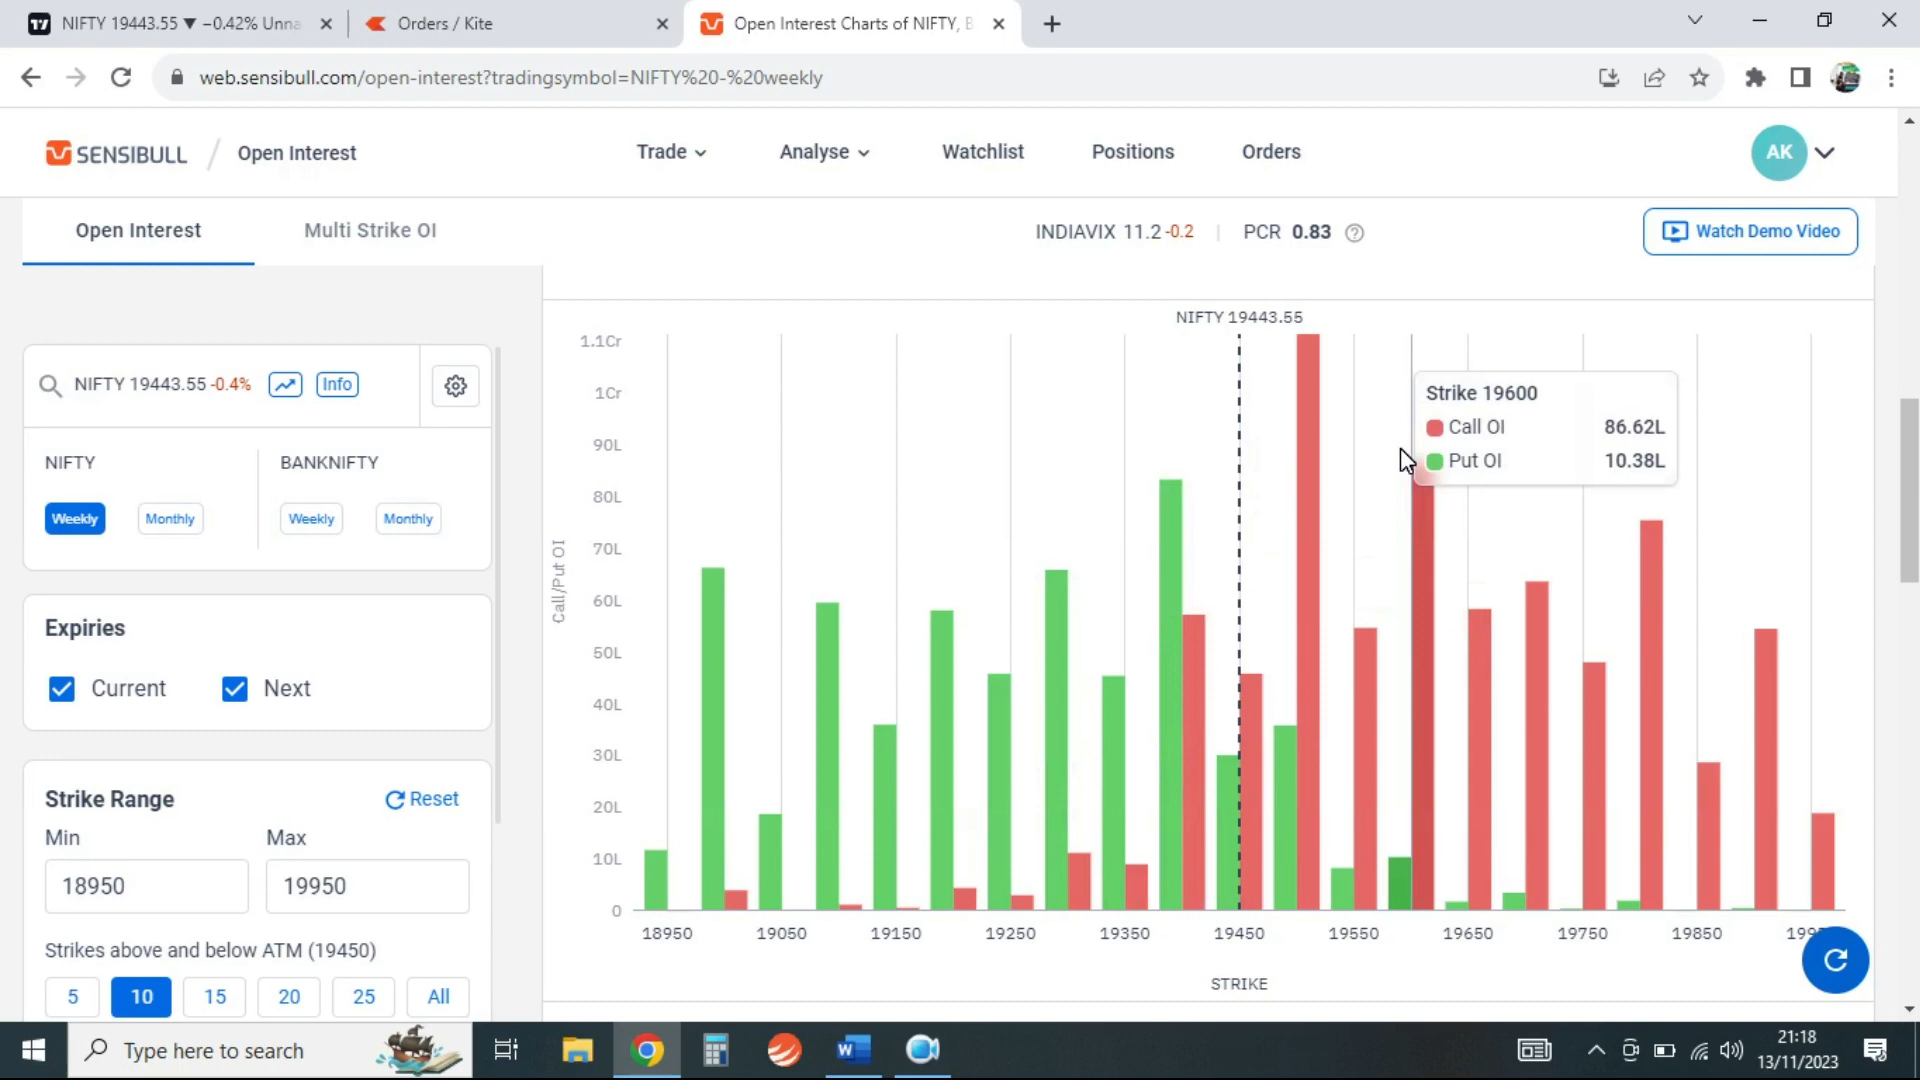 NIFTY 19443.55 ▼ −0.42% Unna
Orders / Kite
Open Interest Charts of NIFTY, B
web.sensibull.com/open-interest?tradingsymbol=NIFTY%20-%20weekly
SENSIBULL / Open Interest
Trade
Analyse
Watchlist
Positions
Orders
AK
Open Interest
Multi Strike OI
INDIAVIX 11.2 -0.2
PCR 0.83
Watch Demo Video
NIFTY 19443.55 -0.4%
Info
NIFTY
BANKNIFTY
Weekly
Monthly
Weekly
Monthly
Expiries
Current
Next
Strike Range
Reset
Min
Max
18950
19950
Strikes above and below ATM (19450)
5
10
15
20
25
All
NIFTY 19443.55
1.1Cr
1Cr
90L
80L
70L
60L
50L
40L
30L
20L
10L
0
Call/Put OI
Strike 19600
Call OI 86.62L
Put OI 10.38L
18950
19050
19150
19250
19350
19450
19550
19650
19750
19850
STRIKE
Type here to search
21:18
13/11/2023